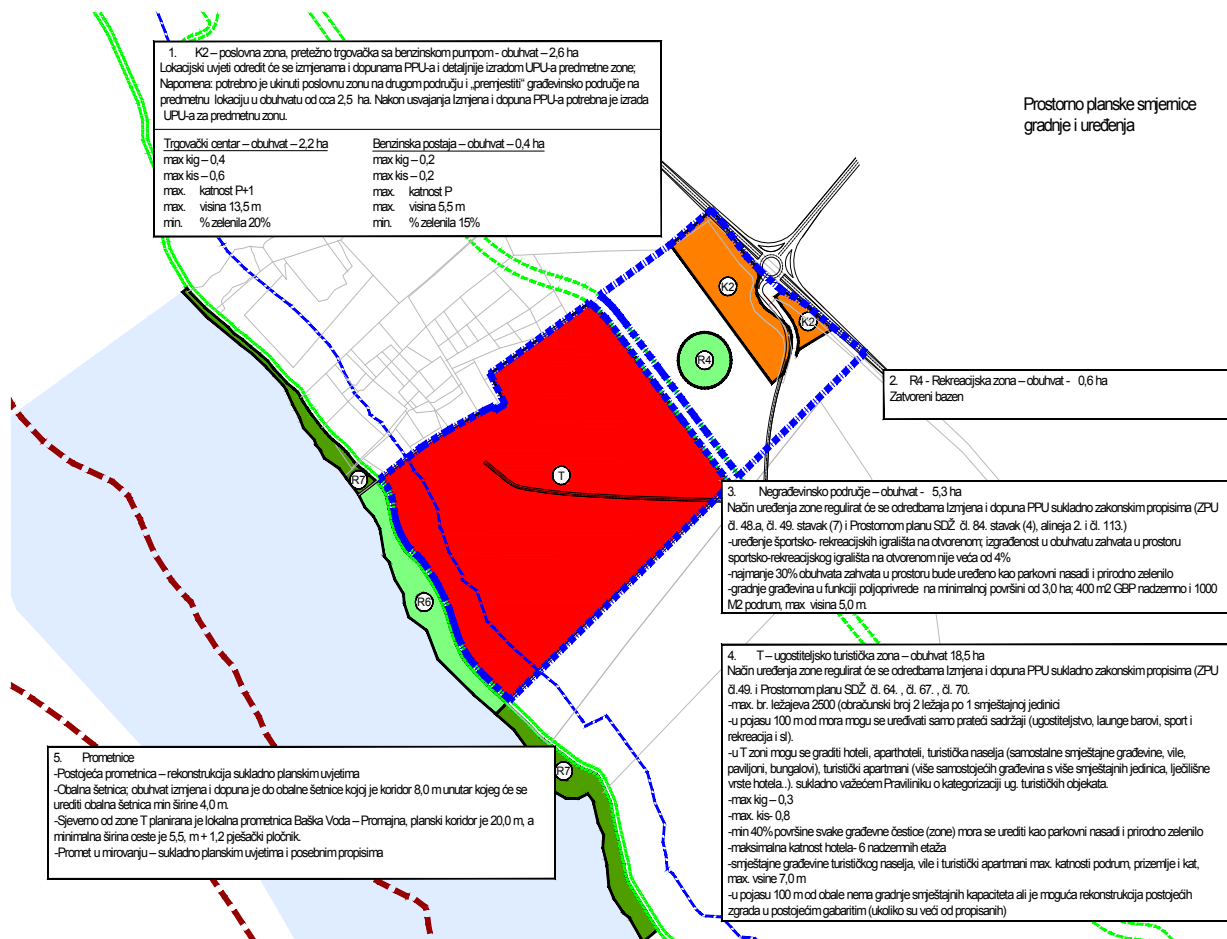 1. K2 – poslovna zona, pretežno trgovačka sa benzinskom pumpom - obuhvat – 2,6 ha
Lokacijski uvjeti odredit će se izmjenama i dopunama PPU-a i detaljnije izradom UPU-a predmetne zone;
Napomena: potrebno je ukinuti poslovnu zonu na drugom području i „premjestiti“ građevinsko područje na
predmetnu lokaciju u obuhvatu od cca 2,5 ha. Nakon usvajanja Izmjena i dopuna PPU-a potrebna je izrada
UPU-a za predmetnu zonu.
Trgovački centar – obuhvat – 2,2 ha
max kig – 0,4
max kis – 0,6
max. katnost P+1
max. visina 13,5 m
min. % zelenila 20%
Benzinska postaja – obuhvat – 0,4 ha
max kig – 0,2
max kis – 0,2
max. katnost P
max. visina 5,5 m
min. % zelenila 15%
Prostorno planske smjernice
gradnje i uređenja
K2
K2
R4
2. R4 - Rekreacijska zona – obuhvat - 0,6 ha
Zatvoreni bazen
T
R7
R6
R7
3. Negrađevinsko područje – obuhvat - 5,3 ha
Način uređenja zone regulirat će se odredbama Izmjena i dopuna PPU sukladno zakonskim propisima (ZPU
čl. 48.a, čl. 49. stavak (7) i Prostornom planu SDŽ čl. 84. stavak (4), alineja 2. i čl. 113.)
-uređenje športsko- rekreacijskih igrališta na otvorenom; izgrađenost u obuhvatu zahvata u prostoru
sportsko-rekreacijskog igrališta na otvorenom nije veća od 4%
-najmanje 30% obuhvata zahvata u prostoru bude uređeno kao parkovni nasadi i prirodno zelenilo
-gradnje građevina u funkciji poljoprivrede na minimalnoj površini od 3,0 ha; 400 m2 GBP nadzemno i 1000
M2 podrum, max visina 5,0 m.
4. T – ugostiteljsko turistička zona – obuhvat 18,5 ha
Način uređenja zone regulirat će se odredbama Izmjena i dopuna PPU sukladno zakonskim propisima (ZPU
čl.49. i Prostornom planu SDŽ čl. 64. , čl. 67. , čl. 70.
-max. br. ležajeva 2500 (obračunski broj 2 ležaja po 1 smještajnoj jedinici
-u pojasu 100 m od mora mogu se uređivati samo prateći sadržaji (ugostiteljstvo, launge barovi, sport i
rekreacija i sl).
-u T zoni mogu se graditi hoteli, aparthoteli, turistička naselja (samostalne smještajne građevine, vile,
paviljoni, bungalovi), turistički apartmani (više samostojećih građevina s više smještajnih jedinica, lječilišne
vrste hotela..). sukladno važećem Praviliniku o kategorizaciji ug. turističkih objekata.
-max kig – 0,3
-max. kis- 0,8
-min 40% površine svake građevne čestice (zone) mora se urediti kao parkovni nasadi i prirodno zelenilo
-maksimalna katnost hotela- 6 nadzemnih etaža
-smještajne građevine turističkog naselja, vile i turistički apartmani max. katnosti podrum, prizemlje i kat,
max. vsine 7,0 m
-u pojasu 100 m od obale nema gradnje smještajnih kapaciteta ali je moguća rekonstrukcija postojećih
zgrada u postojećim gabaritim (ukoliko su veći od propisanih)
5. Prometnice
-Postojeća prometnica – rekonstrukcija sukladno planskim uvjetima
-Obalna šetnica; obuhvat izmjena i dopuna je do obalne šetnice kojoj je koridor 8,0 m unutar kojeg će se
urediti obalna šetnica min širine 4,0 m.
-Sjeverno od zone T planirana je lokalna prometnica Baška Voda – Promajna, planski koridor je 20,0 m, a
minimalna širina ceste je 5,5, m + 1,2 pješački pločnik.
-Promet u mirovanju – sukladno planskim uvjetima i posebnim propisima